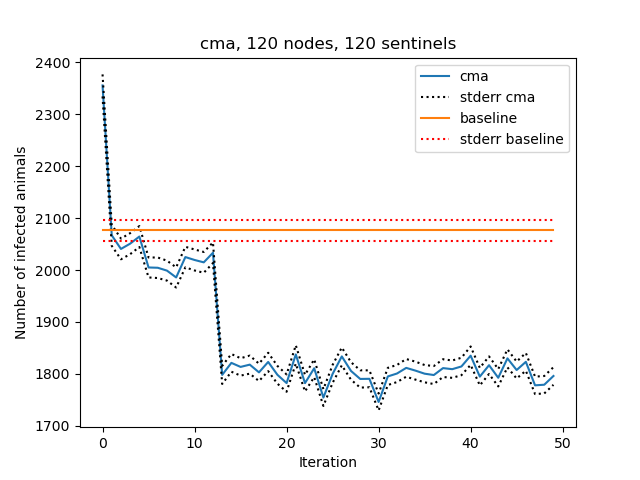 cma, 120 nodes, 120 sentinels
2400
2300
2200
2100
2000
1900
1800
1700
Number of infected animals
cma
stderr cma
baseline
stderr baseline
0
10
20
30
40
50
Iteration